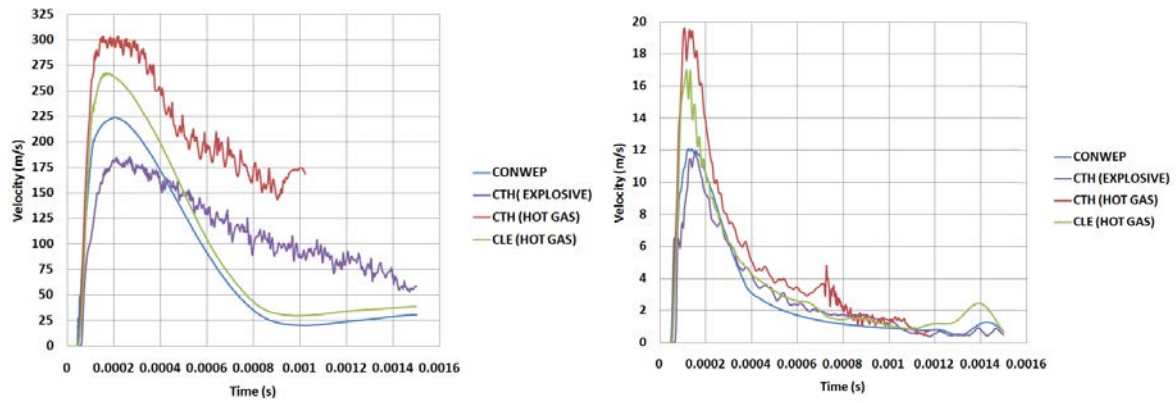 350
325
300
275
250
225
200
175
150
125
100
75
50
25
0
Velocity (m/s)
0 0.0002 0.0004 0.0006 0.0008 0.001 0.0012 0.0014 0.0016
Time (s)
CONWEP
CTH (EXPLOSIVE)
CTH (HOT GAS)
CLE (HOT GAS)
20
18
16
14
12
10
8
6
4
2
0
Velocity (m/s)
0 0.0002 0.0004 0.0006 0.0008 0.001 0.0012 0.0014 0.0016
Time (s)
CONWEP
CTH (EXPLOSIVE)
CTH (HOT GAS)
CLE (HOT GAS)